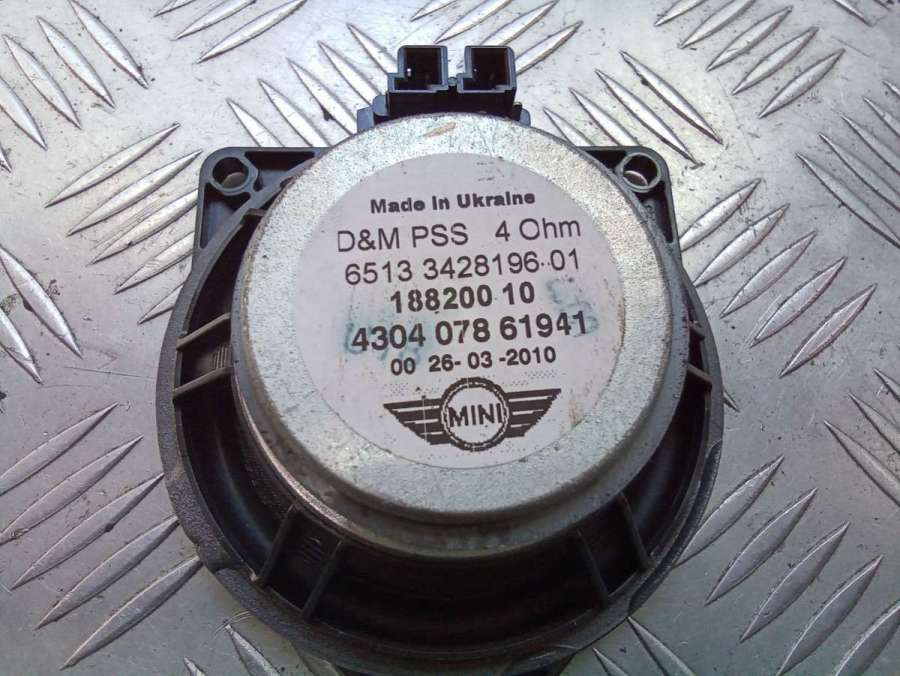 Made in Ukraine
D&M PSS 4 Ohm
6513 3428196-01
188200 10
4304 078 61941
00 26-03-2010
MINI